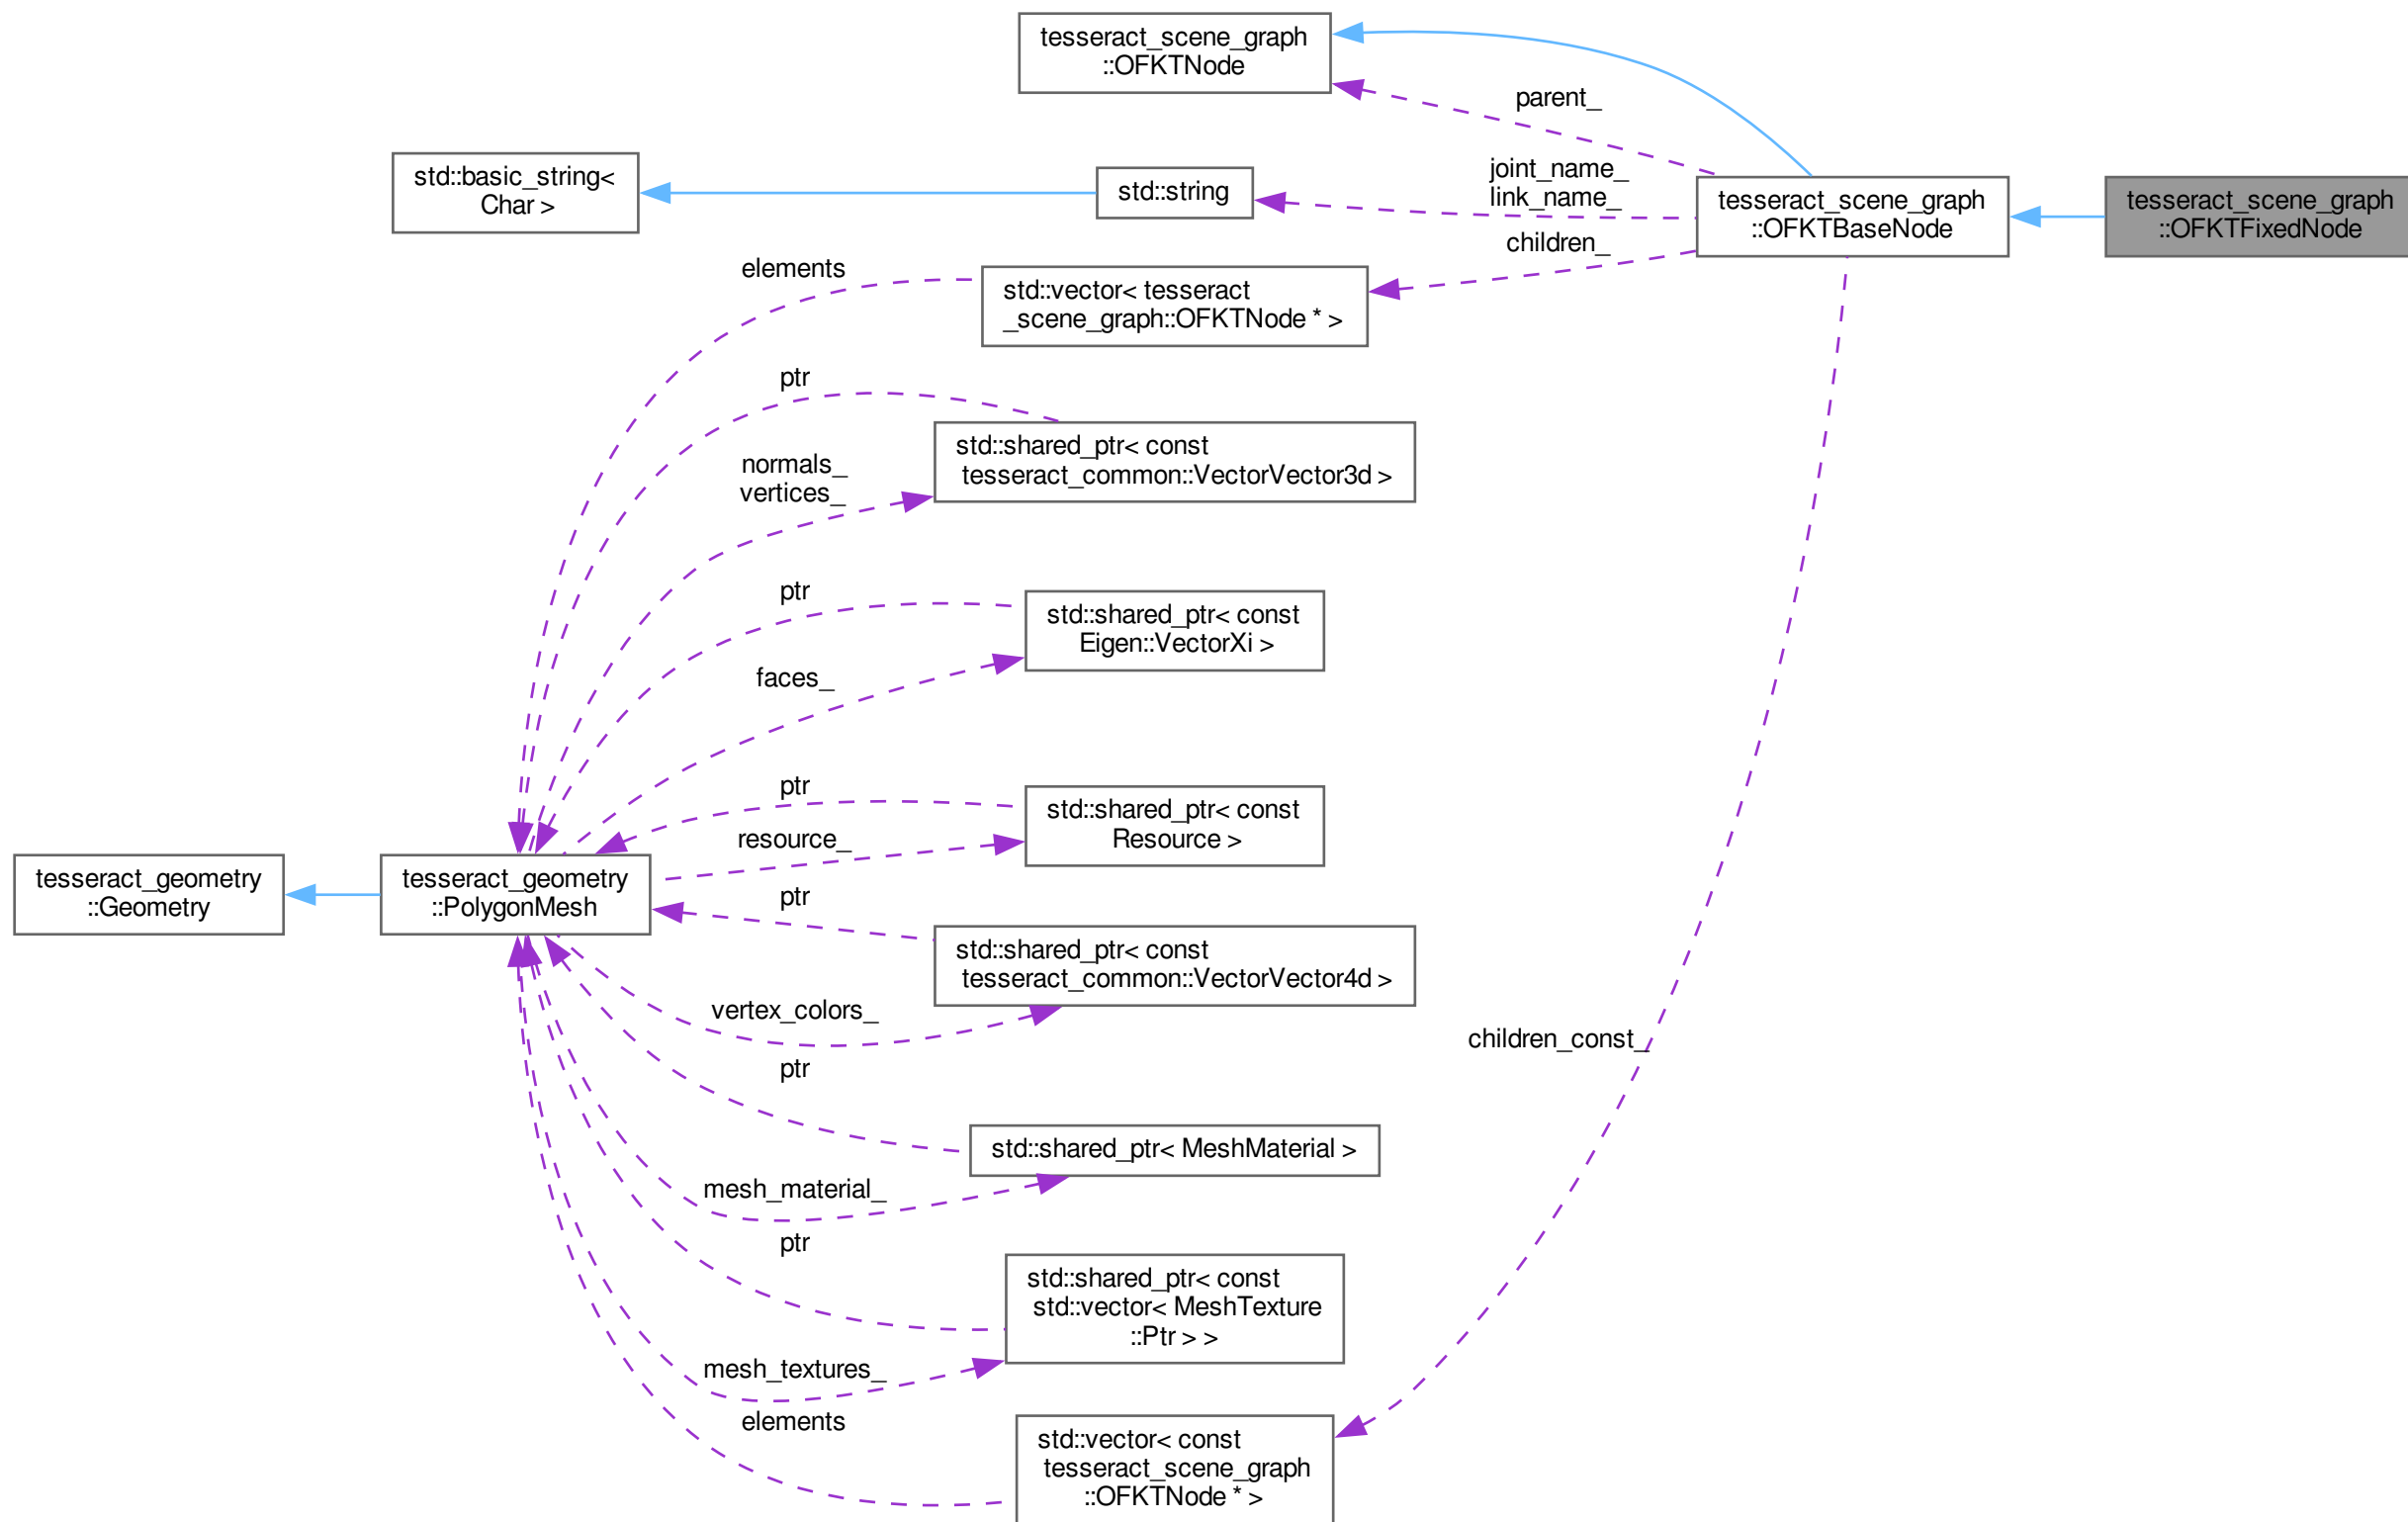 tesseract_scene_graph
::OFKTNode
parent_
std::basic_string<
Char >
std::string
joint_name_
link_name_
tesseract_scene_graph
::OFKTBaseNode
tesseract_scene_graph
::OFKTFixedNode
children_
elements
std::vector< tesseract
_scene_graph::OFKTNode * >
ptr
std::shared_ptr< const
tesseract_common::VectorVector3d >
normals_
vertices_
ptr
std::shared_ptr< const
Eigen::VectorXi >
faces_
ptr
std::shared_ptr< const
Resource >
resource_
tesseract_geometry
::Geometry
tesseract_geometry
::PolygonMesh
ptr
std::shared_ptr< const
tesseract_common::VectorVector4d >
vertex_colors_
children_const_
ptr
std::shared_ptr< MeshMaterial >
mesh_material_
ptr
std::shared_ptr< const
std::vector< MeshTexture
::Ptr > >
mesh_textures_
elements
std::vector< const
tesseract_scene_graph
::OFKTNode * >